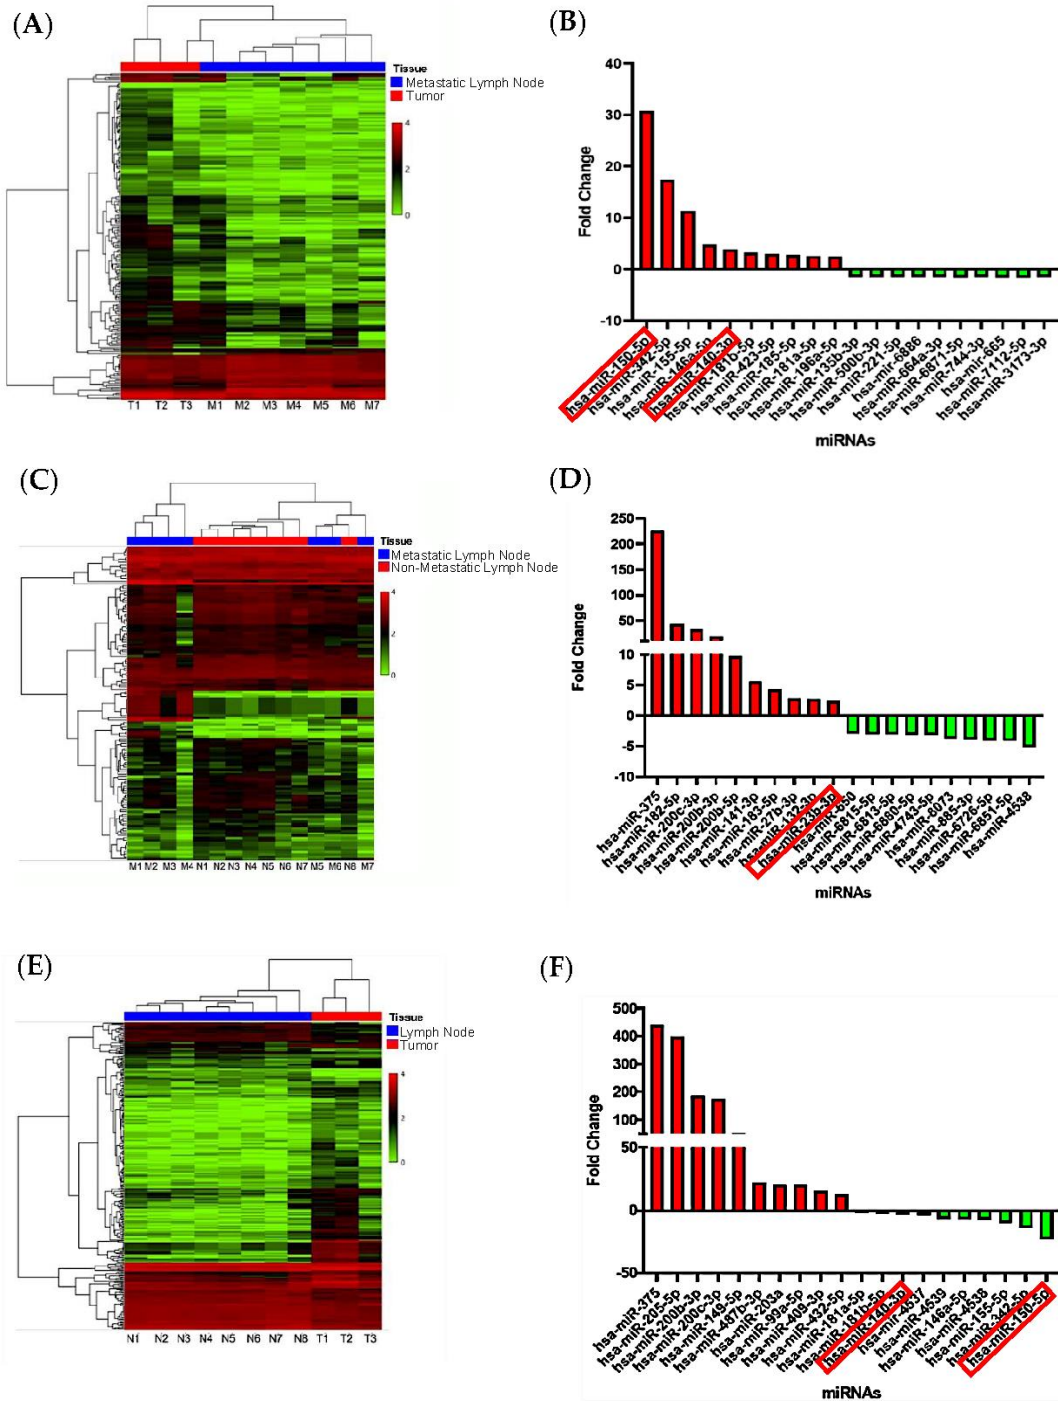 (A)
Tissue
Metastatic Lymph Node
Tumor
4
2
0
T1 T2 T3 M1 M2 M3 M4 M5 M6 M7
(B)
Fold Change
40
30
20
10
0
-10
hsa-miR-150-5p
hsa-miR-342-5p
hsa-miR-155-5p
hsa-miR-146a-5p
hsa-miR-140-3p
hsa-miR-181b-5p
hsa-miR-423-5p
hsa-miR-185-5p
hsa-miR-181a-5p
hsa-miR-196a-5p
hsa-miR-135b-3p
hsa-miR-500b-3p
hsa-miR-221-5p
hsa-miR-6886
hsa-miR-664a-3p
hsa-miR-6871-5p
hsa-miR-744-3p
hsa-miR-665
hsa-miR-7112-5p
hsa-miR-3173-3p
miRNAs
(C)
Tissue
Metastatic Lymph Node
Non-Metastatic Lymph Node
4
2
0
M1 M2 M3 M4 N1 N2 N3 N4 N5 N6 N7 M5 M6 N8 M7
(D)
Fold Change
250
200
150
100
50
10
5
0
-5
-10
hsa-miR-375
hsa-miR-182-5p
hsa-miR-200c-3p
hsa-miR-200b-3p
hsa-miR-200b-5p
hsa-miR-141-3p
hsa-miR-183-5p
hsa-miR-27b-3p
hsa-miR-132-3p
hsa-miR-23b-3p
hsa-miR-650
hsa-miR-6815-5p
hsa-miR-6813-5p
hsa-miR-6680-5p
hsa-miR-4742-5p
hsa-miR-8073
hsa-miR-885-3p
hsa-miR-5726-5p
hsa-miR-6851-5p
hsa-miR-4538
miRNAs
(E)
Tissue
Lymph Node
Tumor
4
2
0
N1 N2 N3 N4 N5 N6 N7 N8 T1 T2 T3
(F)
Fold Change
500
400
300
200
100
50
0
-50
hsa-miR-375
hsa-miR-205-5p
hsa-miR-200b-3p
hsa-miR-200c-3p
hsa-miR-149-5p
hsa-miR-487b-3p
hsa-miR-203a
hsa-miR-99a-5p
hsa-miR-409-3p
hsa-miR-432-5p
hsa-miR-181a-5p
hsa-miR-181b-5p
hsa-miR-140-3p
hsa-miR-4539
hsa-miR-146a-5p
hsa-miR-4538
hsa-miR-155-5p
hsa-miR-342-5p
hsa-miR-150-5p
miRNAs